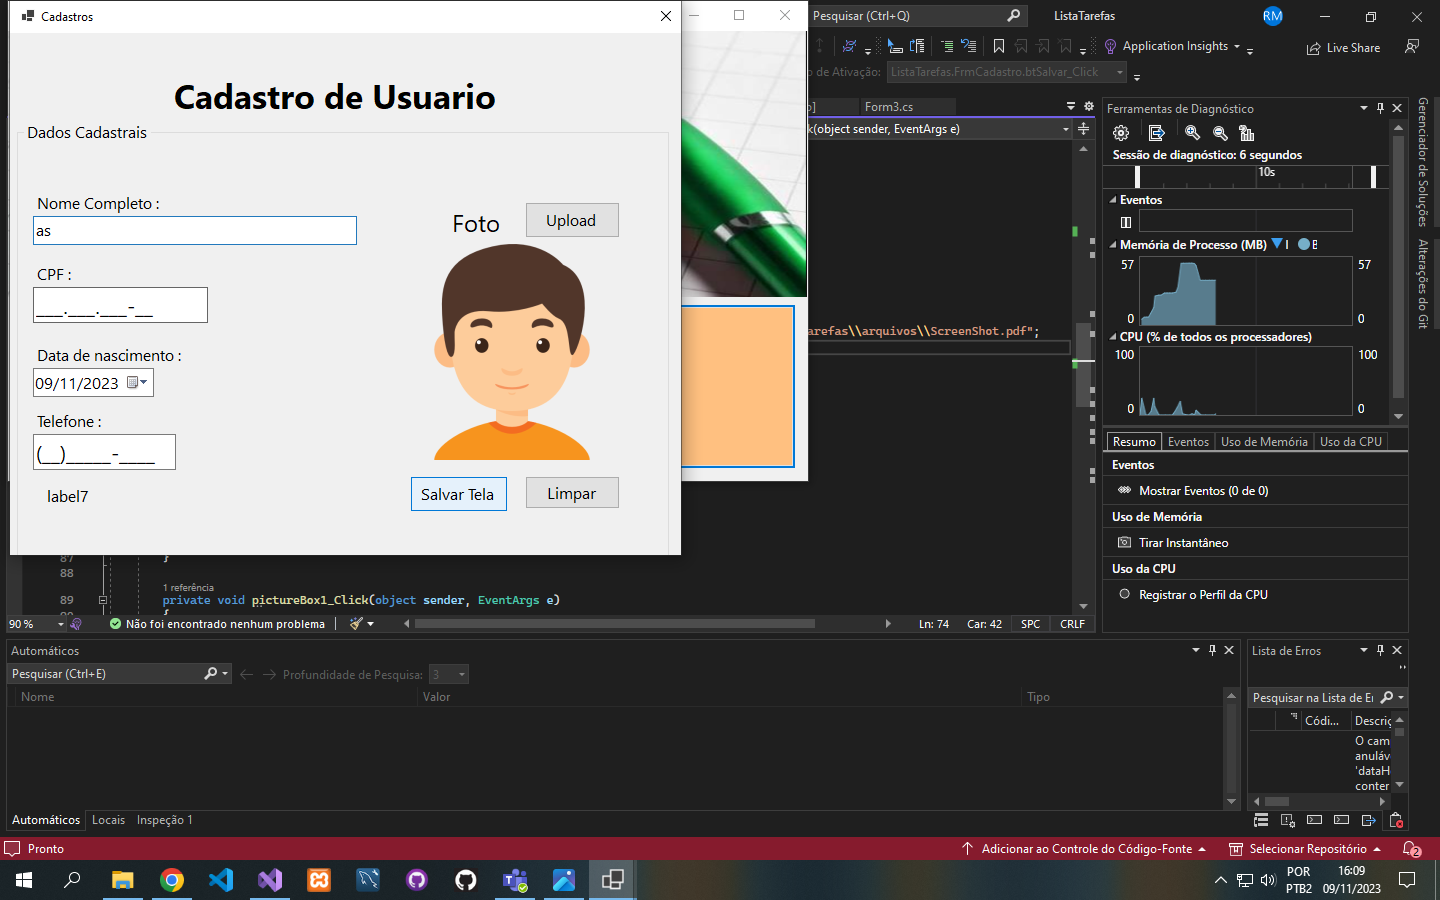 Cadastros
Cadastro de Usuario
Dados Cadastrais
Nome Completo :
as
CPF :
___.___.___-__
Data de nascimento :
09/11/2023
Telefone :
(__)_____-____
label7
Foto
Upload
Salvar Tela
Limpar
Pesquisar (Ctrl+Q)
ListaTarefas
RM
Application Insights
Live Share
o de Ativação:
ListaTarefas.FrmCadastro.btSalvar_Click
Form3.cs
k(object sender, EventArgs e)
arefas\\arquivos\\ScreenShot.pdf";
87
}
88
1 referência
89
private void pictureBox1_Click(object sender, EventArgs e)
{
90 %
Não foi encontrado nenhum problema
Ln: 74
Car: 42
SPC
CRLF
Ferramentas de Diagnóstico
Sessão de diagnóstico: 6 segundos
10s
Eventos
Memória de Processo (MB)
57
57
0
0
CPU (% de todos os processadores)
100
100
0
0
Resumo
Eventos
Uso de Memória
Uso da CPU
Eventos
Mostrar Eventos (0 de 0)
Uso de Memória
Tirar Instantâneo
Uso da CPU
Registrar o Perfil da CPU
Gerenciador de Soluções
Alterações do Git
Automáticos
Pesquisar (Ctrl+E)
Profundidade de Pesquisa:
3
Nome
Valor
Tipo
Automáticos
Locais
Inspeção 1
Lista de Erros
Pesquisar na Lista de Er
Códi...
Descriç
O cam
anuláv
'dataHo
conter
Pronto
Adicionar ao Controle do Código-Fonte
Selecionar Repositório
2
POR
PTB2
16:09
09/11/2023